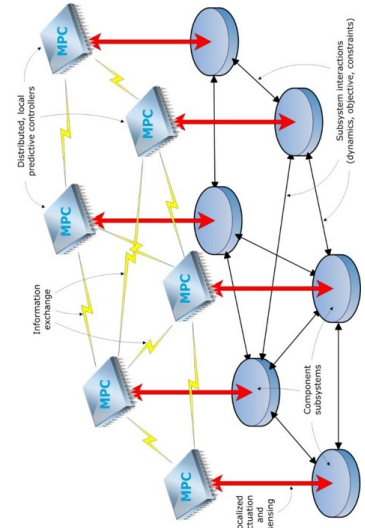 Distributed, local
predictive controllers
Information
exchange
MPC
MPC
MPC
MPC
MPC
MPC
ocalized
ctuation
and
ensing
Component
subsystems
Subsystem interactions
(dynamics, objective, constraints)